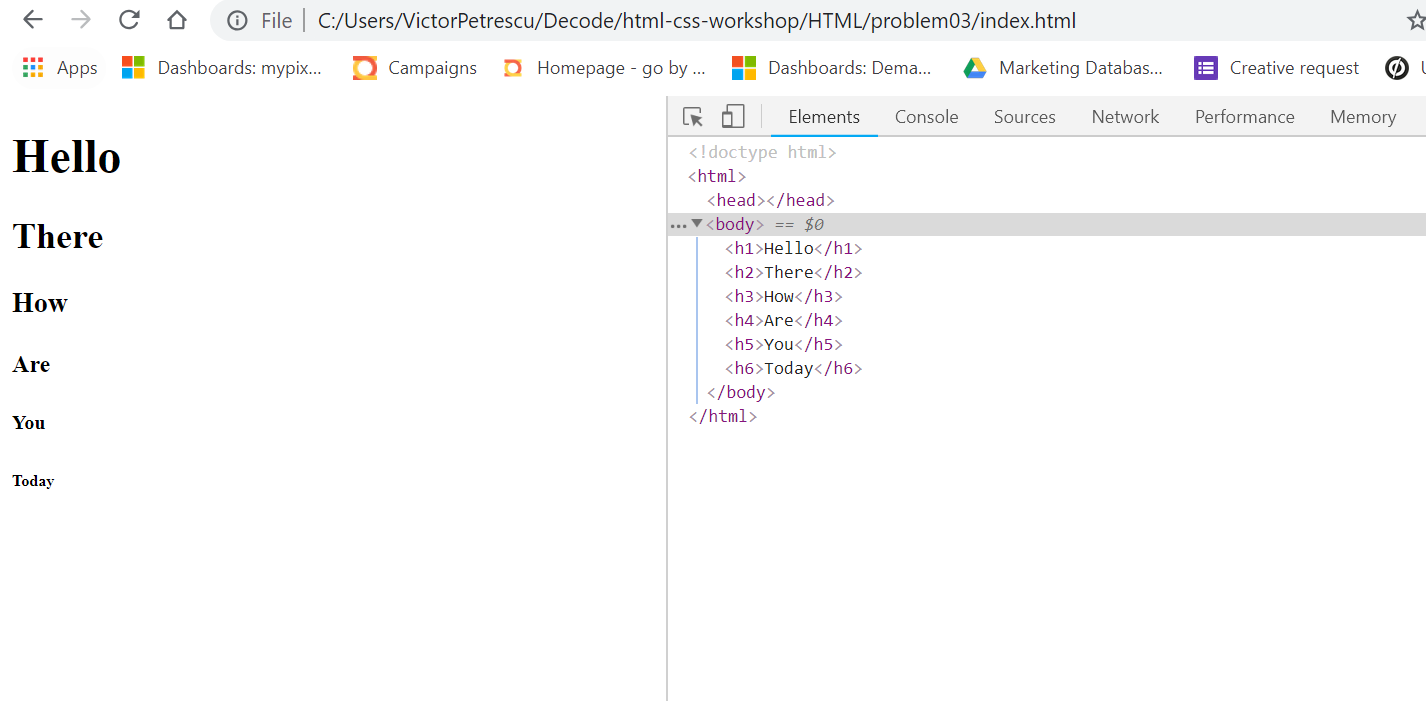 File C:/Users/VictorPetrescu/Decode/html-css-workshop/HTML/problem03/index.html
Apps Dashboards: mypix... Campaigns Homepage - go by ... Dashboards: Dema... Marketing Databas... Creative request
Hello
There
How
Are
You
Today
Elements Console Sources Network Performance Memory
<!doctype html>
<html>
<head></head>
... ▼<body> == $0
<h1>Hello</h1>
<h2>There</h2>
<h3>How</h3>
<h4>Are</h4>
<h5>You</h5>
<h6>Today</h6>
</body>
</html>